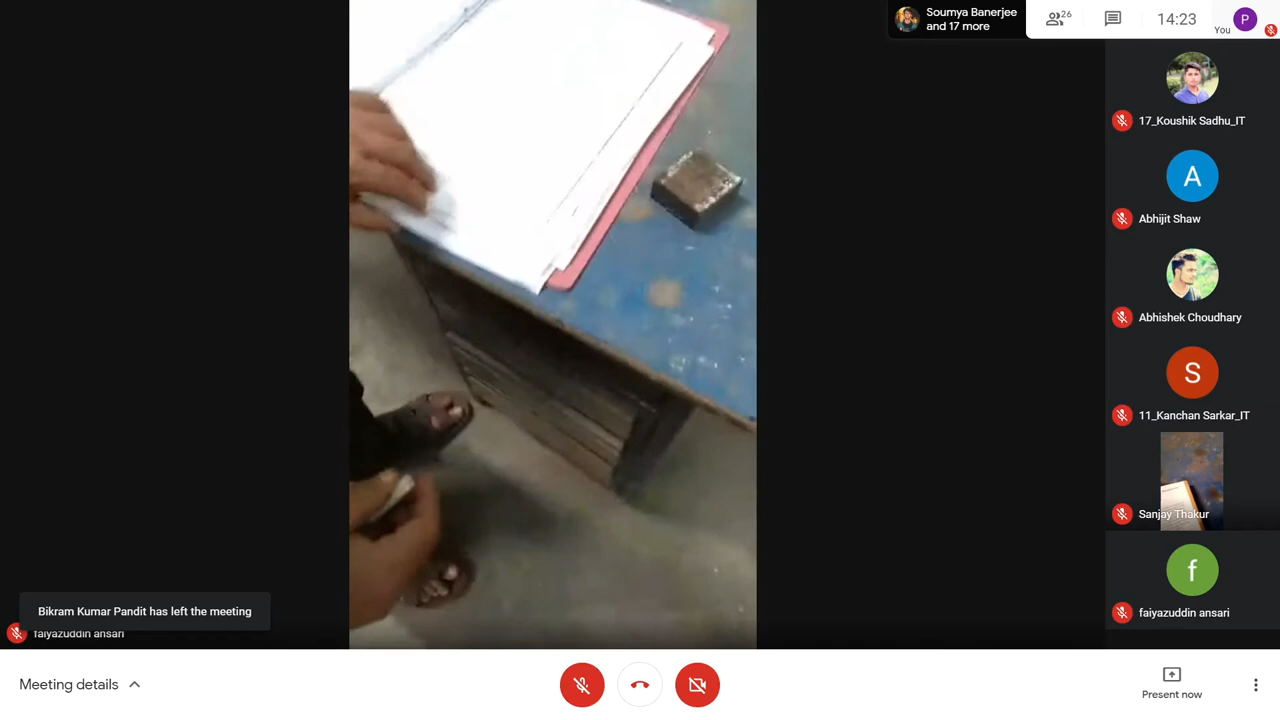 Soumya Banerjee
and 17 more
26
14:23
You
P
17_Koushik Sadhu_IT
A
Abhijit Shaw
Abhishek Choudhary
S
11_Kanchan Sarkar_IT
Sanjay Thakur
f
faiyazuddin ansari
Bikram Kumar Pandit has left the meeting
faiyazuddin ansari
Meeting details
Present now